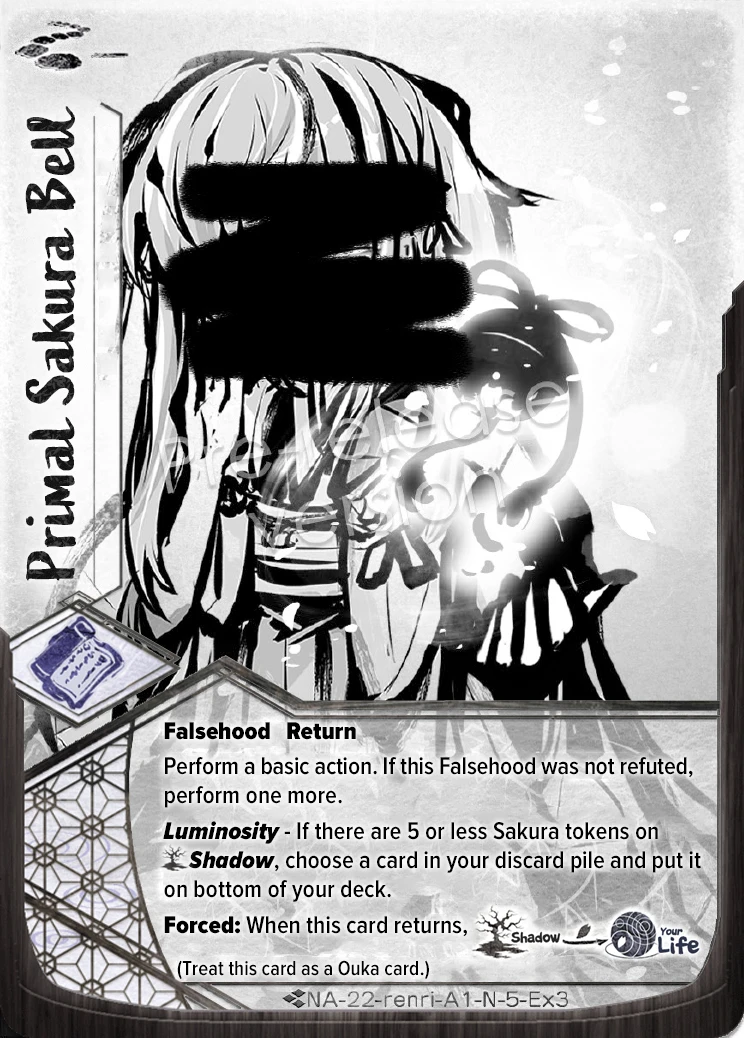 Primal Sakura Bell
Pre-release
version
Falsehood Return
Perform a basic action. If this Falsehood was not refuted,
perform one more.
Luminosity - If there are 5 or less Sakura tokens on
Shadow, choose a card in your discard pile and put it
on bottom of your deck.
Forced: When this card returns, Shadow Your Life
(Treat this card as a Ouka card.)
NA-22-renri-A1-N-5-Ex3